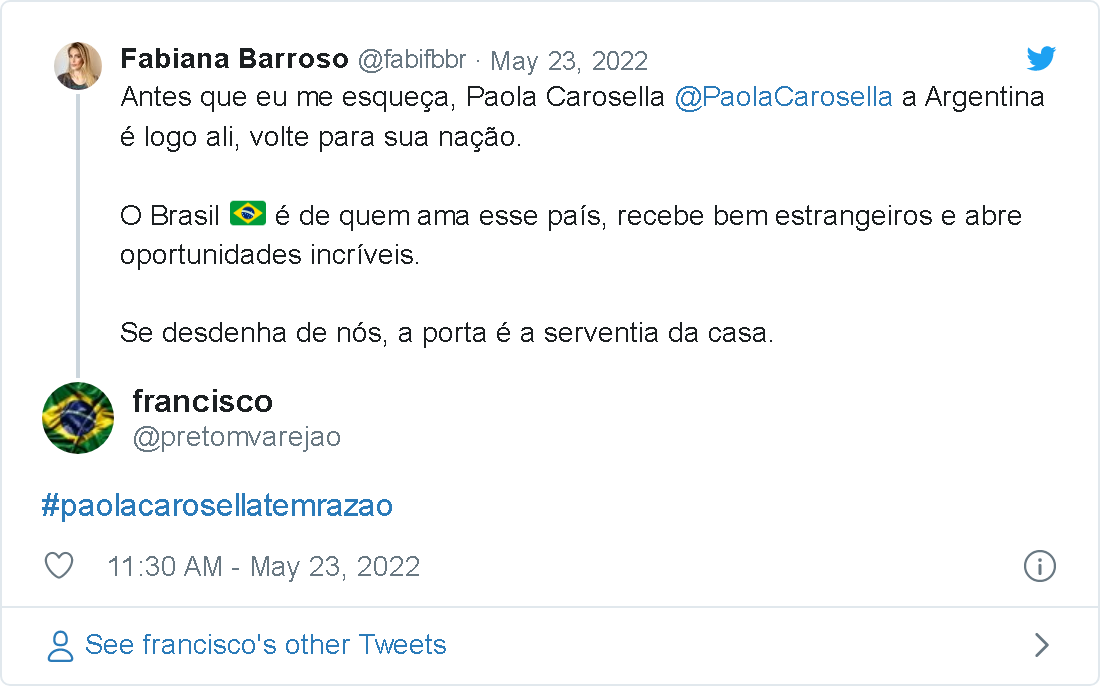 Fabiana Barroso @fabifbbr · May 23, 2022
Antes que eu me esqueça, Paola Carosella @PaolaCarosella a Argentina
é logo ali, volte para sua nação.
O Brasil 🇧🇷 é de quem ama esse país, recebe bem estrangeiros e abre
oportunidades incríveis.
Se desdenha de nós, a porta é a serventia da casa.
francisco
@pretomvarejao
#paolacarosellatemrazao
11:30 AM - May 23, 2022
See francisco's other Tweets